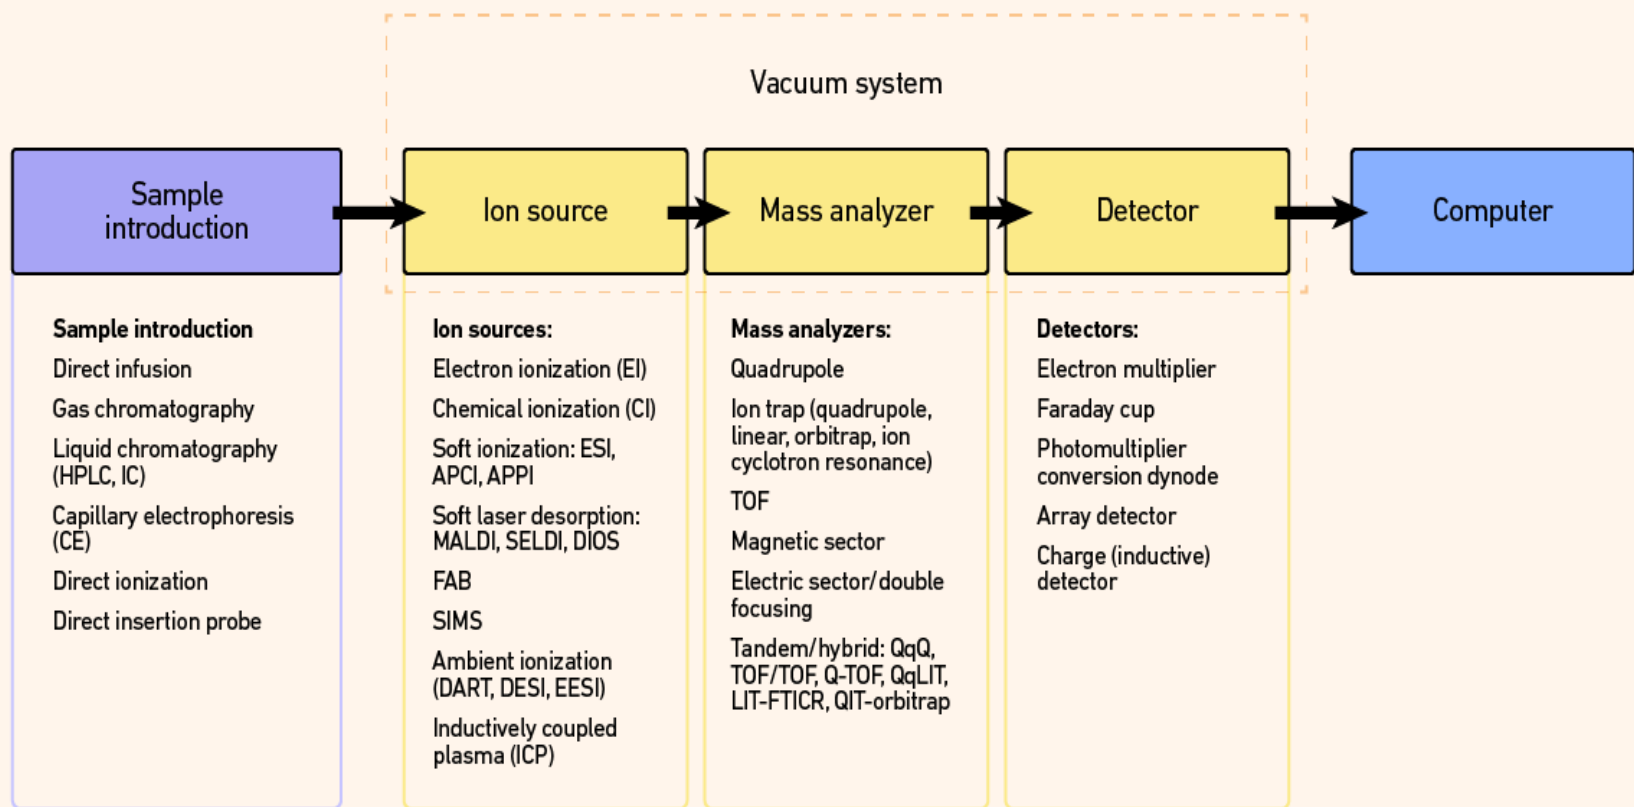 Vacuum system
Sample
introduction
Ion source
Mass analyzer
Detector
Computer
Sample introduction
Direct infusion
Gas chromatography
Liquid chromatography
(HPLC, IC)
Capillary electrophoresis
(CE)
Direct ionization
Direct insertion probe
Ion sources:
Electron ionization (EI)
Chemical ionization (CI)
Soft ionization: ESI,
APCI, APPI
Soft laser desorption:
MALDI, SELDI, DIOS
FAB
SIMS
Ambient ionization
(DART, DESI, EESI)
Inductively coupled
plasma (ICP)
Mass analyzers:
Quadrupole
Ion trap (quadrupole,
linear, orbitrap, ion
cyclotron resonance)
TOF
Magnetic sector
Electric sector/double
focusing
Tandem/hybrid: QqQ,
TOF/TOF, Q-TOF, QqLIT,
LIT-FTICR, QIT-orbitrap
Detectors:
Electron multiplier
Faraday cup
Photomultiplier
conversion dynode
Array detector
Charge (inductive)
detector